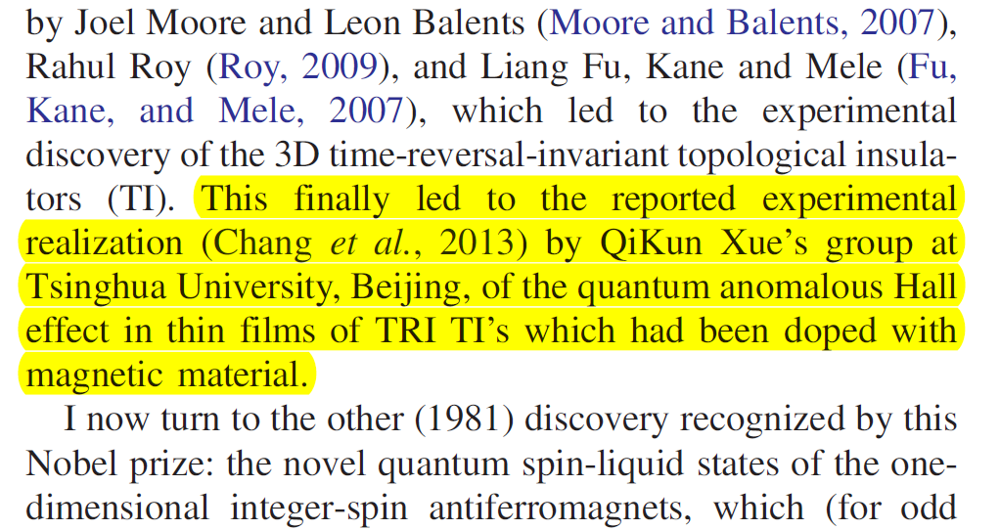 by Joel Moore and Leon Balents (Moore and Balents, 2007),
Rahul Roy (Roy, 2009), and Liang Fu, Kane and Mele (Fu,
Kane, and Mele, 2007), which led to the experimental
discovery of the 3D time-reversal-invariant topological insula-
tors (TI). This finally led to the reported experimental
realization (Chang et al., 2013) by QiKun Xue's group at
Tsinghua University, Beijing, of the quantum anomalous Hall
effect in thin films of TRI TI's which had been doped with
magnetic material.
I now turn to the other (1981) discovery recognized by this
Nobel prize: the novel quantum spin-liquid states of the one-
dimensional integer-spin antiferromagnets, which (for odd